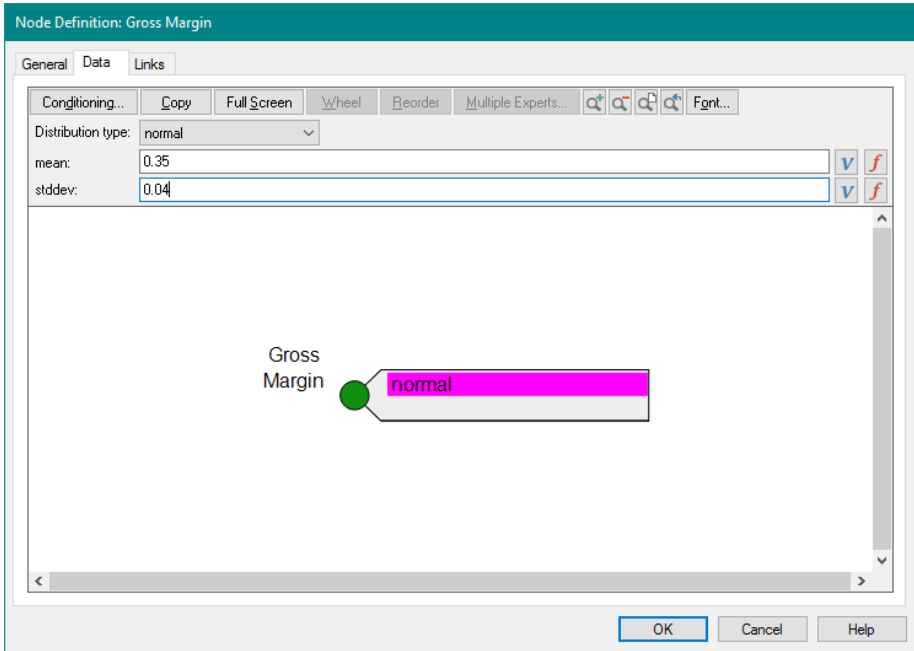 Node Definition: Gross Margin
General Data Links
Conditioning... Copy Full Screen Wheel Reorder Multiple Experts... Font...
Distribution type: normal
mean: 0.35 V f
stddev: 0.04 V f
Gross
Margin
normal
OK Cancel Help